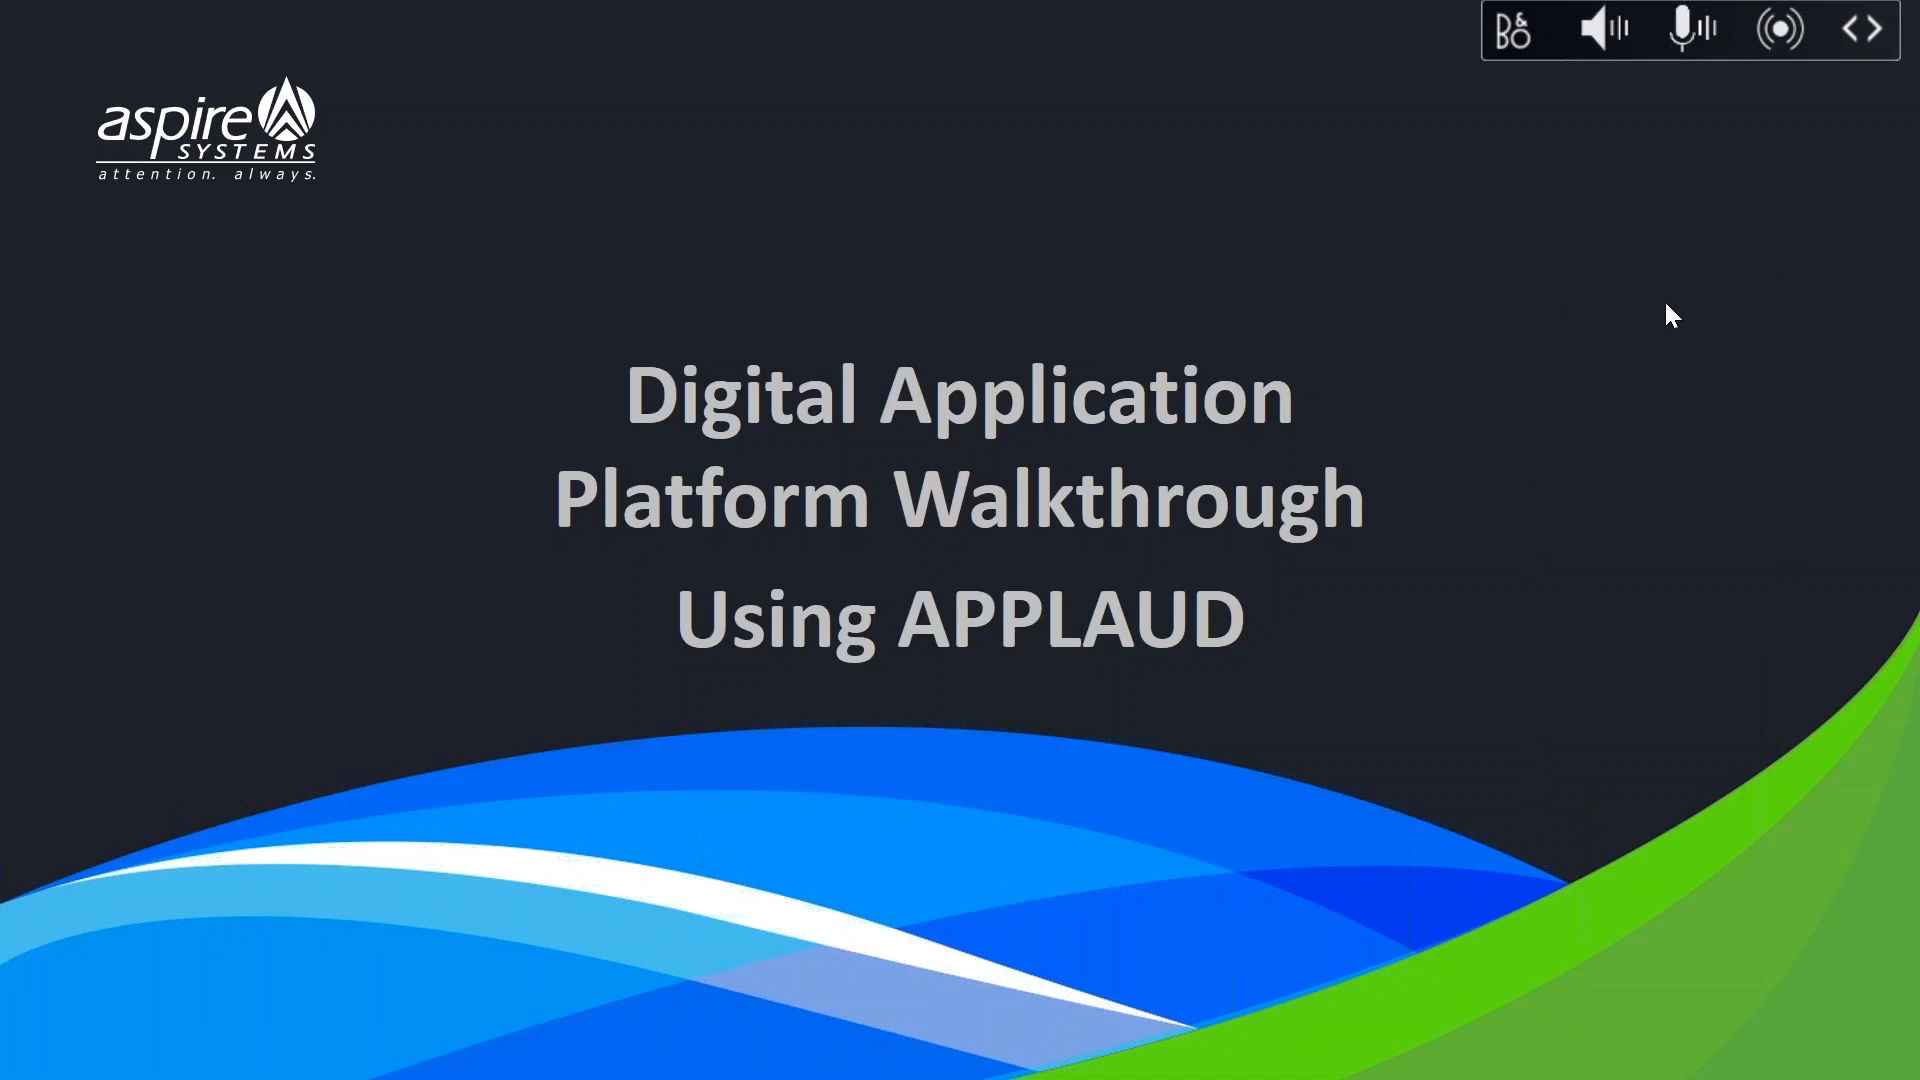 B&O
aspire
SYSTEMS
attention. always.
Digital Application
Platform Walkthrough
Using APPLAUD